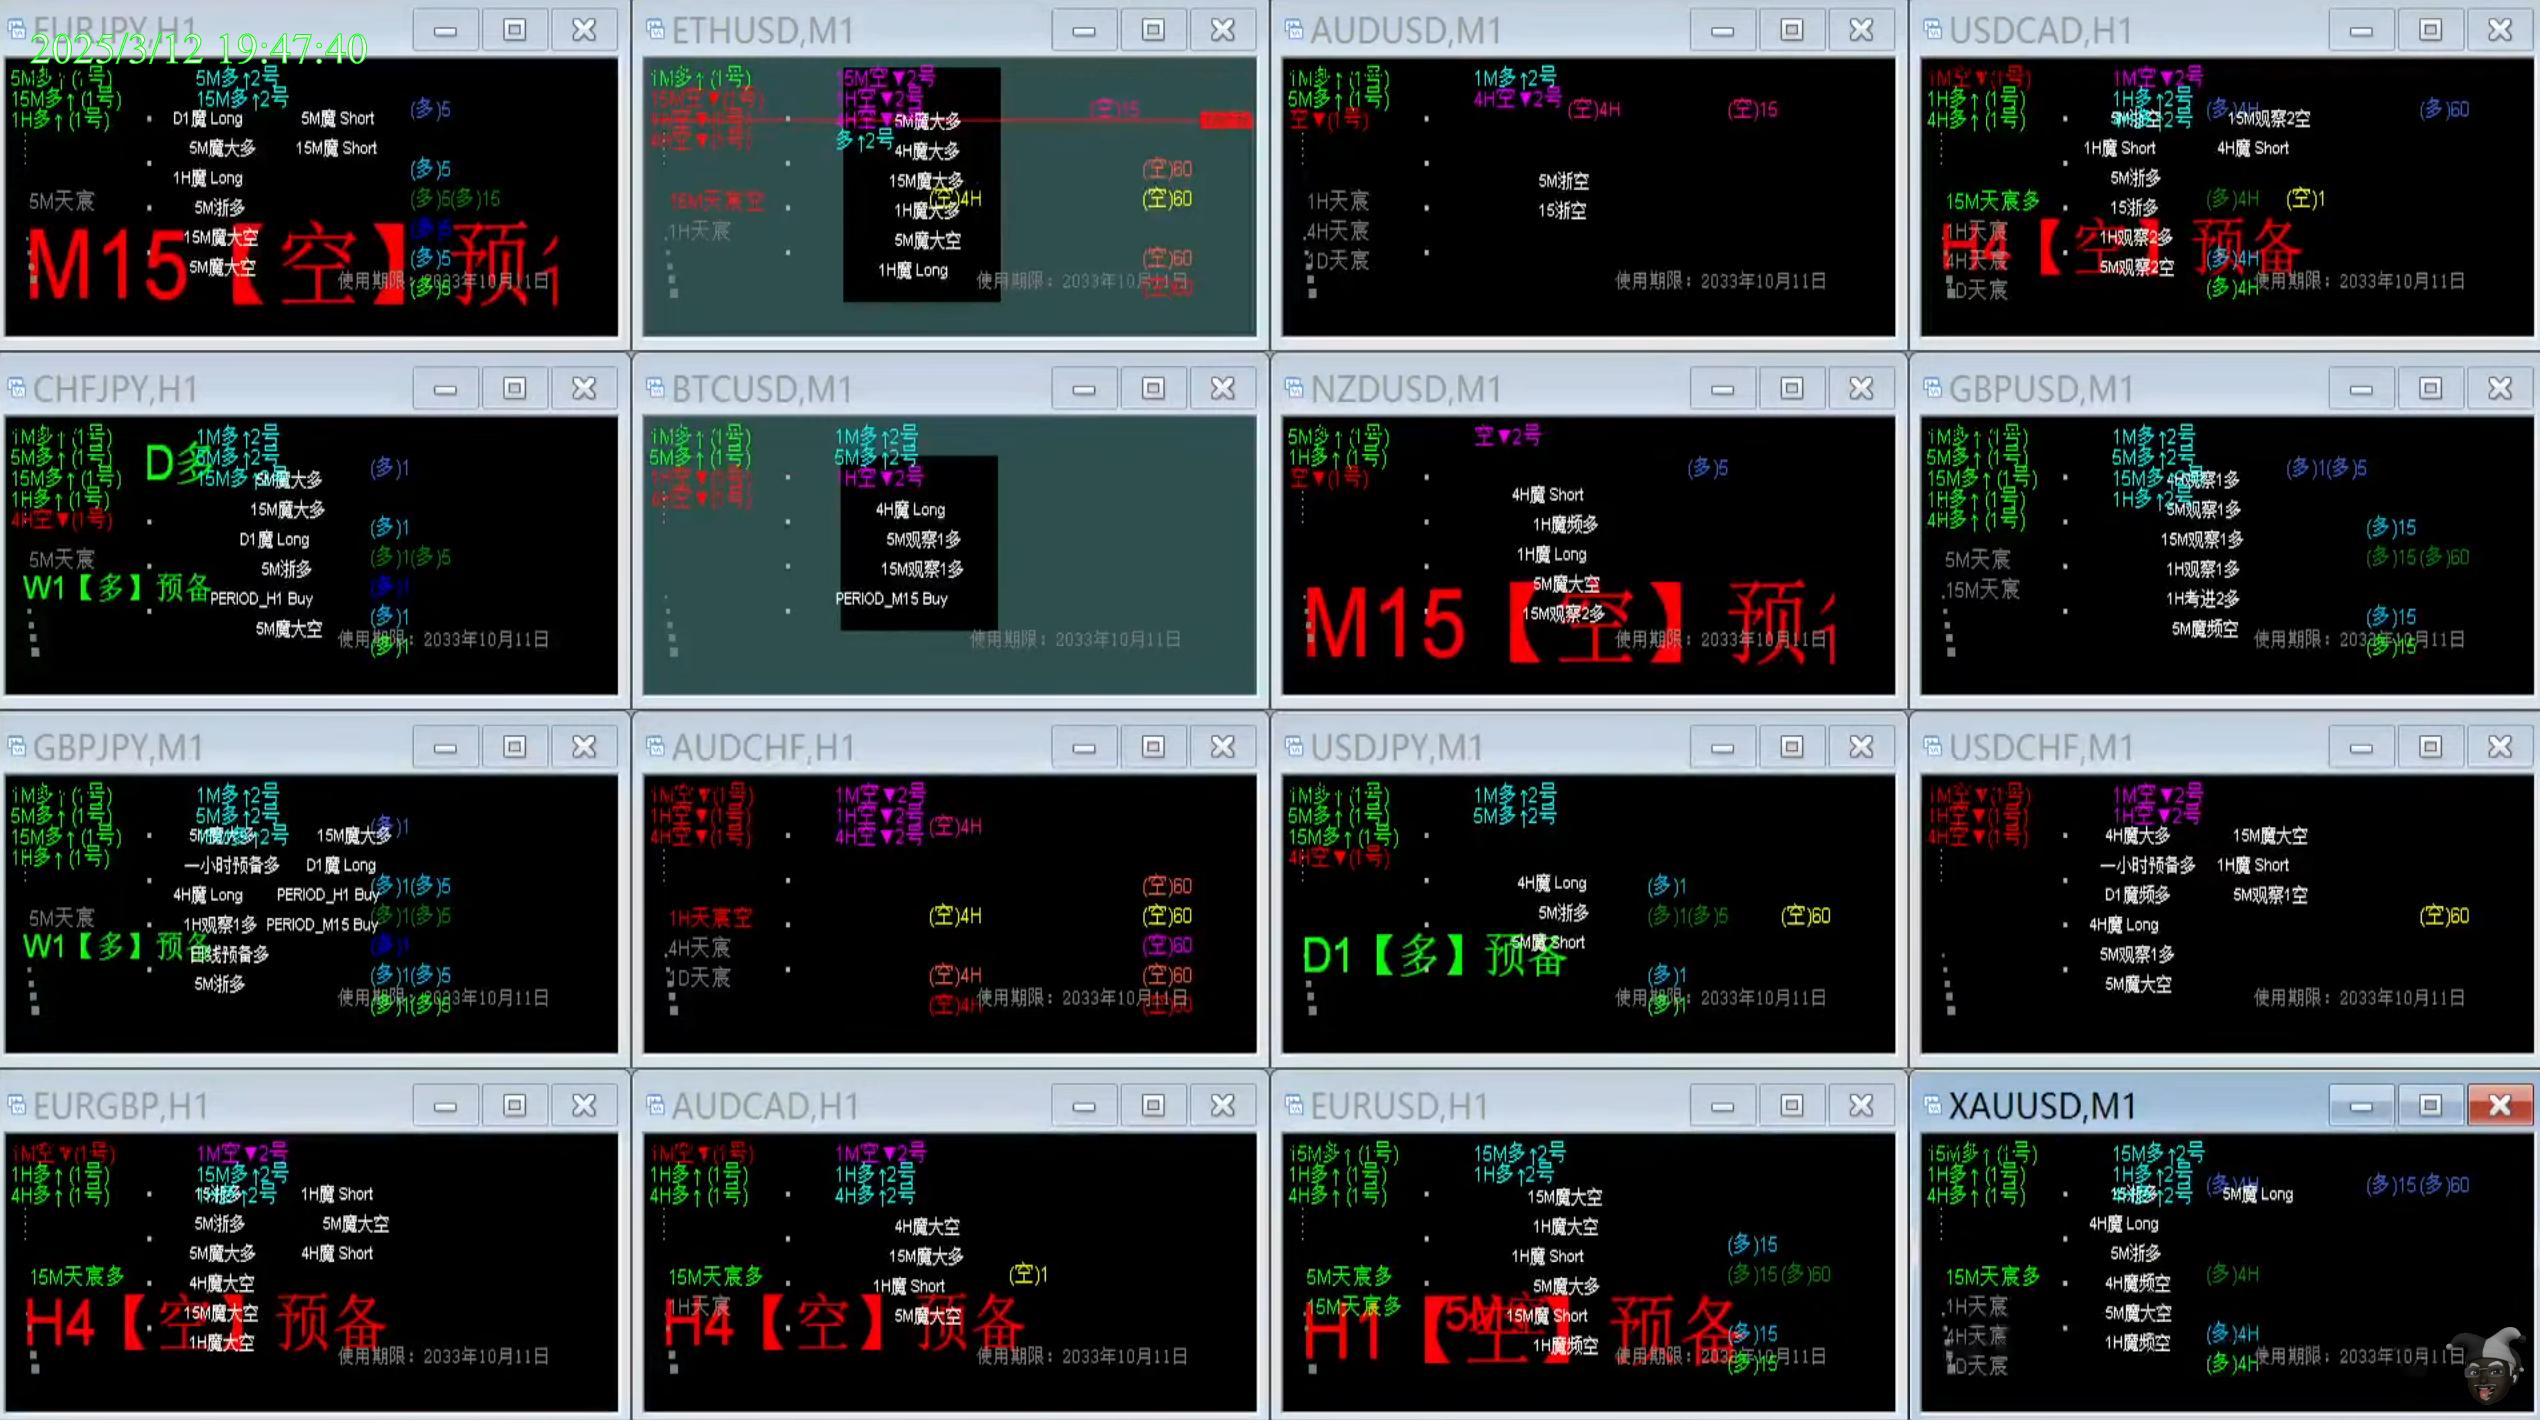 EURJPY,H1
2025/3/12 19:47:40
5M多↑(1号) 5M多↑2号
15M多↑(1号) 15M多↑2号
1H多↑(1号)
D1魔 Long 5M魔 Short (多)5
5M魔大多 15M魔 Short
1H魔 Long (多)5
5M天宸 5M浙多 (多)5(多)15
15M魔大空 (多)5
5M魔大空
M15【空】预
使用期限：2033年10月11日
(多)5
ETHUSD,M1
1M多↑(1号) 15M空▼2号
15M空▼(1号) 1H空▼2号
4H空▼(1号)
多↑2号
(空)15
5M魔大多
4H魔大多
15M魔大多 (空)60
15M天宸空 (空)4H (空)60
1H魔大多
1H天宸
5M魔大空 (空)60
1H魔 Long
使用期限：2033年10月11日
AUDUSD,M1
1M多↑(1号) 1M多↑2号
5M多↑(1号) 4H空▼2号 (空)4H (空)15
空▼(1号)
5M浙空
1H天宸 15浙空
4H天宸
1D天宸
使用期限：2033年10月11日
USDCAD,H1
1M空▼(1号) 1M空▼2号
1H多↑(1号) 1H多↑2号 (多)4H (多)60
4H多↑(1号) 5M浙空 15M观察2空
1H魔 Short 4H魔 Short
5M浙多
15M天宸多 15浙多 (多)4H (空)1
1H天宸 1H观察2多
4H天宸 5M观察2空 (多)4H
H4【空】预备
1D天宸 (多)4H
使用期限：2033年10月11日
CHFJPY,H1
1M多↑(1号) 1M多↑2号
5M多↑(1号) 5M多↑2号
15M多↑(1号) 15M多↑2号
1H多↑(1号)
4H空▼(1号)
D多
5M魔大多 (多)1
15M魔大多
D1魔 Long (多)1
5M天宸 5M浙多 (多)1(多)5
W1【多】预备 (多)1
PERIOD_H1 Buy (多)1
5M魔大空
使用期限：2033年10月11日
(多)1
BTCUSD,M1
1M多↑(1号) 1M多↑2号
5M多↑(1号) 5M多↑2号
1H空▼(1号) 1H空▼2号
4H空▼(1号)
4H魔 Long
5M观察1多
15M观察1多
PERIOD_M15 Buy
使用期限：2033年10月11日
NZDUSD,M1
5M多↑(1号) 空▼2号
1H多↑(1号)
空▼(1号) (多)5
4H魔 Short
1H魔频多
1H魔 Long
5M魔大空
15M观察2多
M15【空】预
使用期限：2033年10月11日
GBPUSD,M1
1M多↑(1号) 1M多↑2号
5M多↑(1号) 5M多↑2号
15M多↑(1号) 15M多↑2号
1H多↑(1号) 1H多↑2号
4H多↑(1号)
4H观察1多 (多)1(多)5
5M观察1多
15M观察1多 (多)15
5M天宸 1H观察1多 (多)15(多)60
15M天宸 1H考进2多
5M魔频空 (多)15
使用期限：2033年10月11日
(多)15
GBPJPY,M1
1M多↑(1号) 1M多↑2号
5M多↑(1号) 5M多↑2号
15M多↑(1号) 15M多↑2号
1H多↑(1号)
5M魔大多 15M魔大多 (多)1
一小时预备多 D1魔 Long
4H魔 Long PERIOD_H1 Buy (多)1(多)5
5M天宸 1H观察1多 PERIOD_M15 Buy (多)1(多)5
W1【多】预备 日线预备多 (多)1
5M浙多 (多)1(多)5
使用期限：2033年10月11日
(多)1(多)5
AUDCHF,H1
1M空▼(1号) 1M空▼2号
1H空▼(1号) 1H空▼2号
4H空▼(1号) 4H空▼2号 (空)4H
(空)60
1H天宸空 (空)4H (空)60
4H天宸 (空)60
1D天宸 (空)4H (空)60
(空)4H 使用期限：2033年10月11日 (空)60
USDJPY,M1
1M多↑(1号) 1M多↑2号
5M多↑(1号) 5M多↑2号
15M多↑(1号)
4H空▼(1号)
4H魔 Long (多)1
5M浙多 (多)1(多)5 (空)60
5M魔 Short
D1【多】预备
(多)1
使用期限：2033年10月11日
(多)1
USDCHF,M1
1M空▼(1号) 1M空▼2号
1H空▼(1号) 1H空▼2号
4H空▼(1号)
4H魔大多 15M魔大空
一小时预备多 1H魔 Short
D1魔频多 5M观察1空
4H魔 Long (空)60
5M观察1多
5M魔大空
使用期限：2033年10月11日
EURGBP,H1
1M空▼(1号) 1M空▼2号
1H多↑(1号) 15M多↑2号
4H多↑(1号)
15浙多 1H魔 Short
5M浙多 5M魔大空
5M魔大多 4H魔 Short
15M天宸多 4H魔大空
15M魔大空
1H魔大空
H4【空】预备
使用期限：2033年10月11日
AUDCAD,H1
1M空▼(1号) 1M空▼2号
1H多↑(1号) 1H多↑2号
4H多↑(1号) 4H多↑2号
4H魔大空
15M魔大多
15M天宸多 1H魔 Short (空)1
1H天宸 5M魔大空
H4【空】预备
使用期限：2033年10月11日
EURUSD,H1
15M多↑(1号) 15M多↑2号
1H多↑(1号) 1H多↑2号
4H多↑(1号)
15M魔大空
1H魔大空
1H魔 Short (多)15
5M天宸多 5M魔大多 (多)15(多)60
15M天宸多 15M魔 Short
1H魔频空 (多)15
H1【空】预备
使用期限：2033年10月11日
(多)15
XAUUSD,M1
15M多↑(1号) 15M多↑2号
1H多↑(1号) 1H多↑2号
4H多↑(1号) 4H多↑2号
15浙多 (多)4H 5M魔 Long (多)15(多)60
4H魔 Long
5M浙多
15M天宸多 4H魔频空 (多)4H
1H天宸 5M魔大空
4H天宸 1H魔频空 (多)4H
1D天宸 (多)4H
使用期限：2033年10月11日